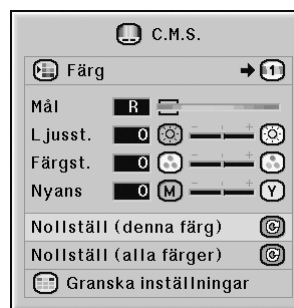 C.M.S.
Färg 1
Mål R
Ljusst. 0 - +
Färgst. 0 - +
Nyans 0 M - + Y
Nollställ (denna färg)
Nollställ (alla färger)
Granska inställningar